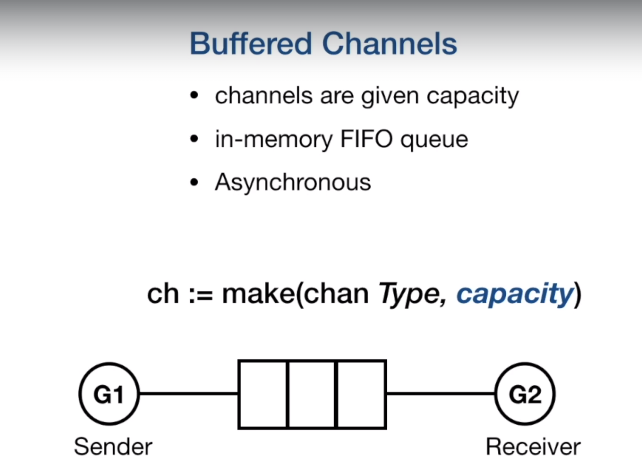 Buffered Channels
• channels are given capacity
• in-memory FIFO queue
• Asynchronous
ch := make(chan Type, capacity)
G1
G2
Sender
Receiver